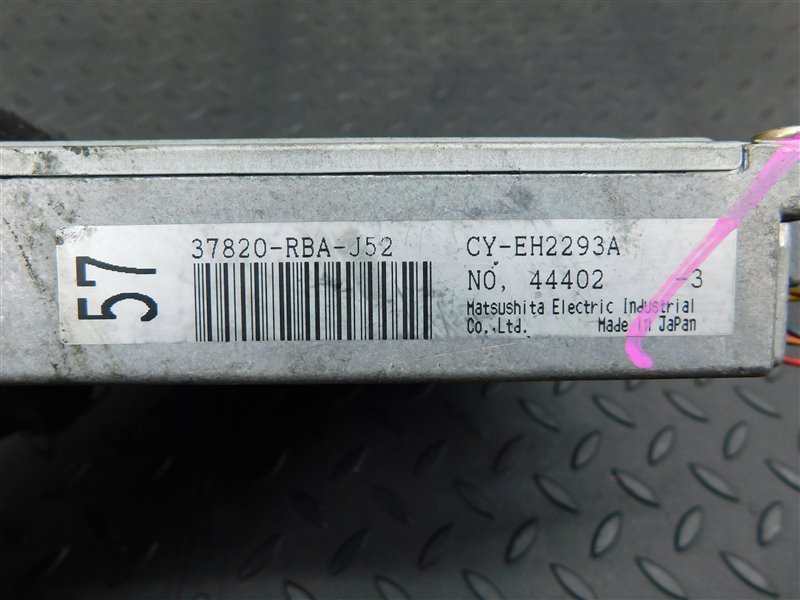 57
37820-RBA-J52
CY-EH2293A
NO, 44402 -3
Matsushita Electric Industrial
Co.,Ltd. Made in JaPan